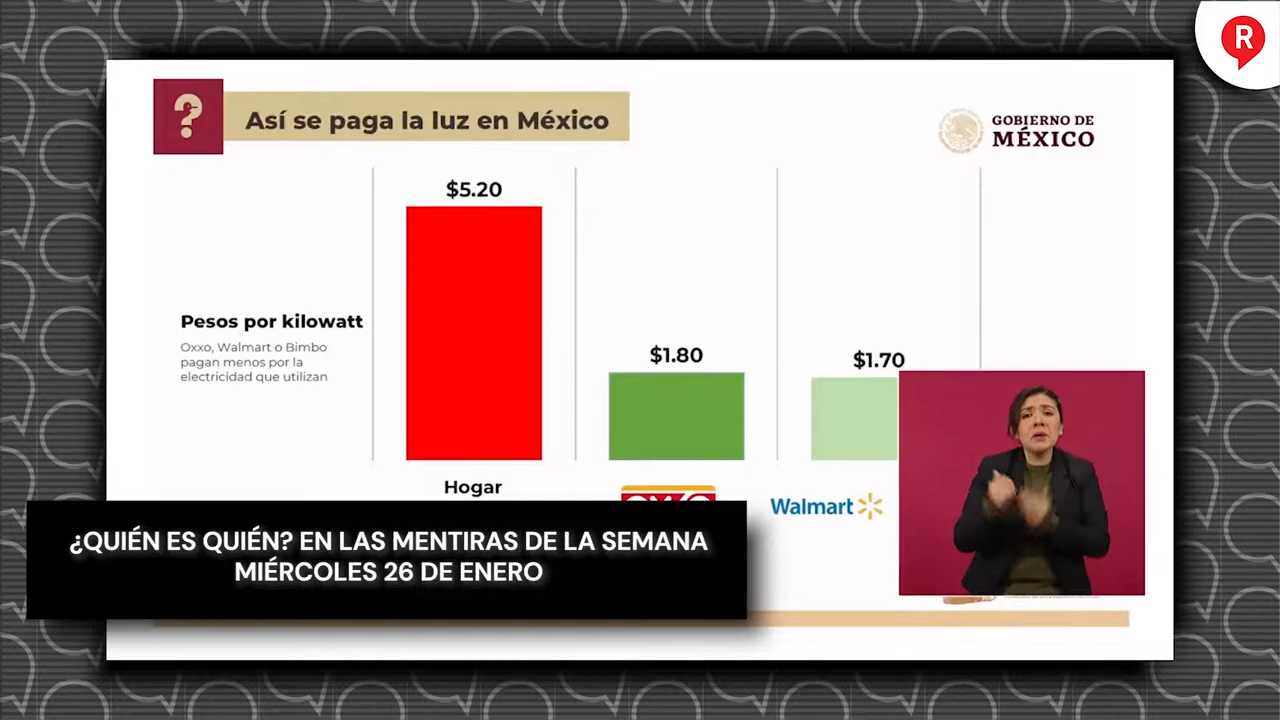 R
?
Así se paga la luz en México
GOBIERNO DE
MÉXICO
$5.20
$1.80
$1.70
Pesos por kilowatt
Oxxo, Walmart o Bimbo
pagan menos por la
electricidad que utilizan
Hogar
Walmart
¿QUIÉN ES QUIÉN? EN LAS MENTIRAS DE LA SEMANA
MIÉRCOLES 26 DE ENERO